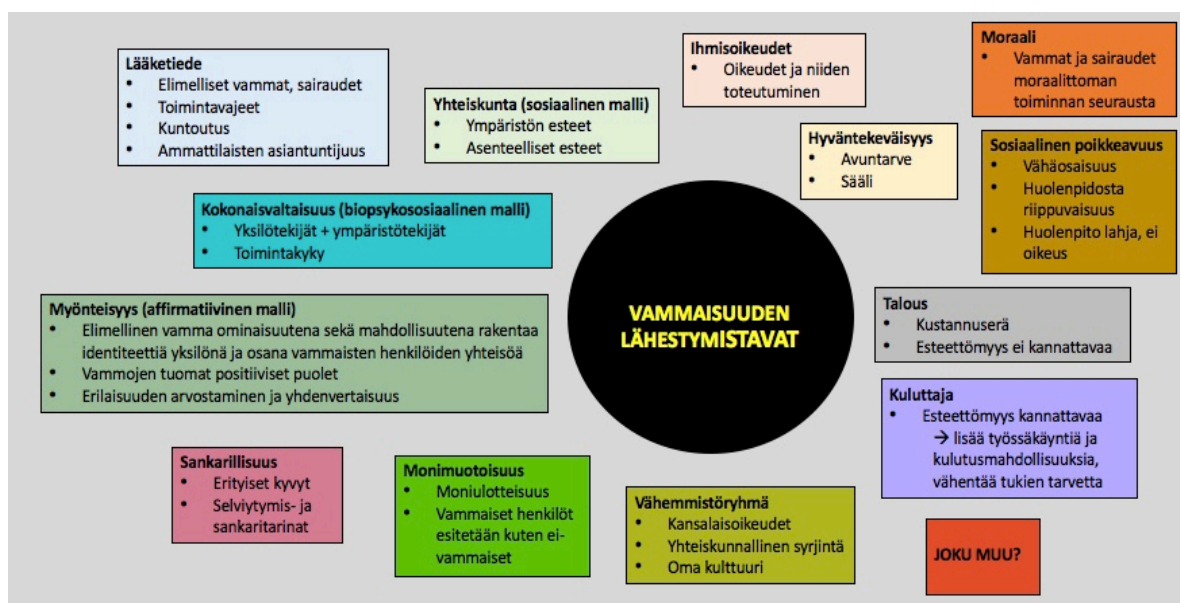 Lääketiede
• Elimelliset vammat, sairaudet
• Toimintavajeet
• Kuntoutus
• Ammattilaisten asiantuntijuus
Yhteiskunta (sosiaalinen malli)
• Ympäristön esteet
• Asenteelliset esteet
Ihmisoikeudet
• Oikeudet ja niiden
toteutuminen
Moraali
• Vammat ja sairaudet
moraalittoman
toiminnan seurausta
Hyväntekeväisyys
• Avuntarve
• Sääli
Sosiaalinen poikkeavuus
• Vähäosaisuus
• Huolenpidosta
riippuvaisuus
• Huolenpito lahja, ei
oikeus
Kokonaisvaltaisuus (biopsykososiaalinen malli)
• Yksilötekijät + ympäristötekijät
• Toimintakyky
Myönteisyys (affirmatiivinen malli)
• Elimellinen vamma ominaisuutena sekä mahdollisuutena rakentaa
identiteettiä yksilönä ja osana vammaisten henkilöiden yhteisöä
• Vammojen tuomat positiiviset puolet
• Erilaisuuden arvostaminen ja yhdenvertaisuus
VAMMAISUUDEN
LÄHESTYMISTAVAT
Talous
• Kustannuserä
• Esteettömyys ei kannattavaa
Kuluttaja
• Esteettömyys kannattavaa
→ lisää työssäkäyntiä ja
kulutusmahdollisuuksia,
vähentää tukien tarvetta
Sankarillisuus
• Erityiset kyvyt
• Selviytymis- ja
sankaritarinat
Monimuotoisuus
• Moniulotteisuus
• Vammaiset henkilöt
esitetään kuten ei-
vammaiset
Vähemmistöryhmä
• Kansalaisoikeudet
• Yhteiskunnallinen syrjintä
• Oma kulttuuri
JOKU MUU?